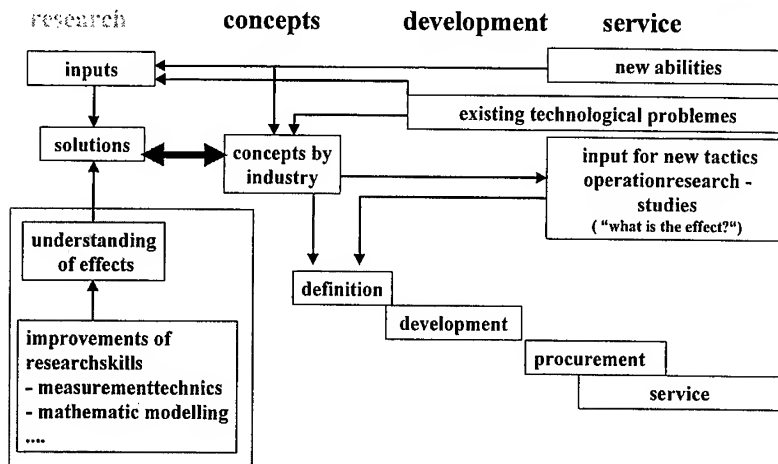 research concepts development service
inputs
new abilities
existing technological problemes
solutions
concepts by
industry
input for new tactics
operationresearch -
studies
( "what is the effect?")
understanding
of effects
definition
development
improvements of
researchskills
- measurementtechnics
- mathematic modelling
....
procurement
service